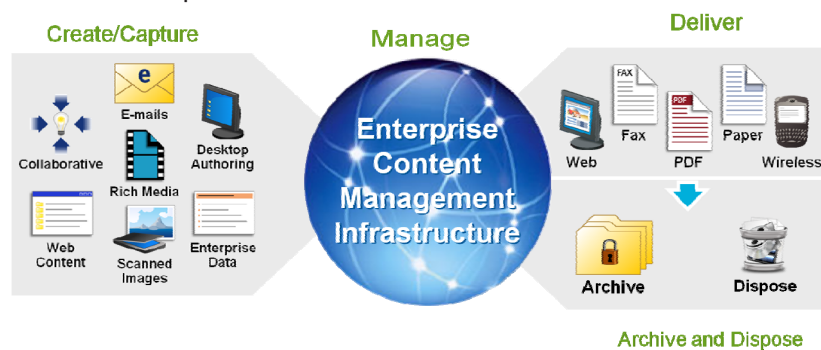 Create/Capture
Manage
Deliver
e
E-mails
Collaborative
Desktop
Authoring
Rich Media
Web
Content
Scanned
Images
Enterprise
Data
Enterprise
Content
Management
Infrastructure
FAX
PDF
Web
Fax
PDF
Paper
Wireless
Archive
Dispose
Archive and Dispose